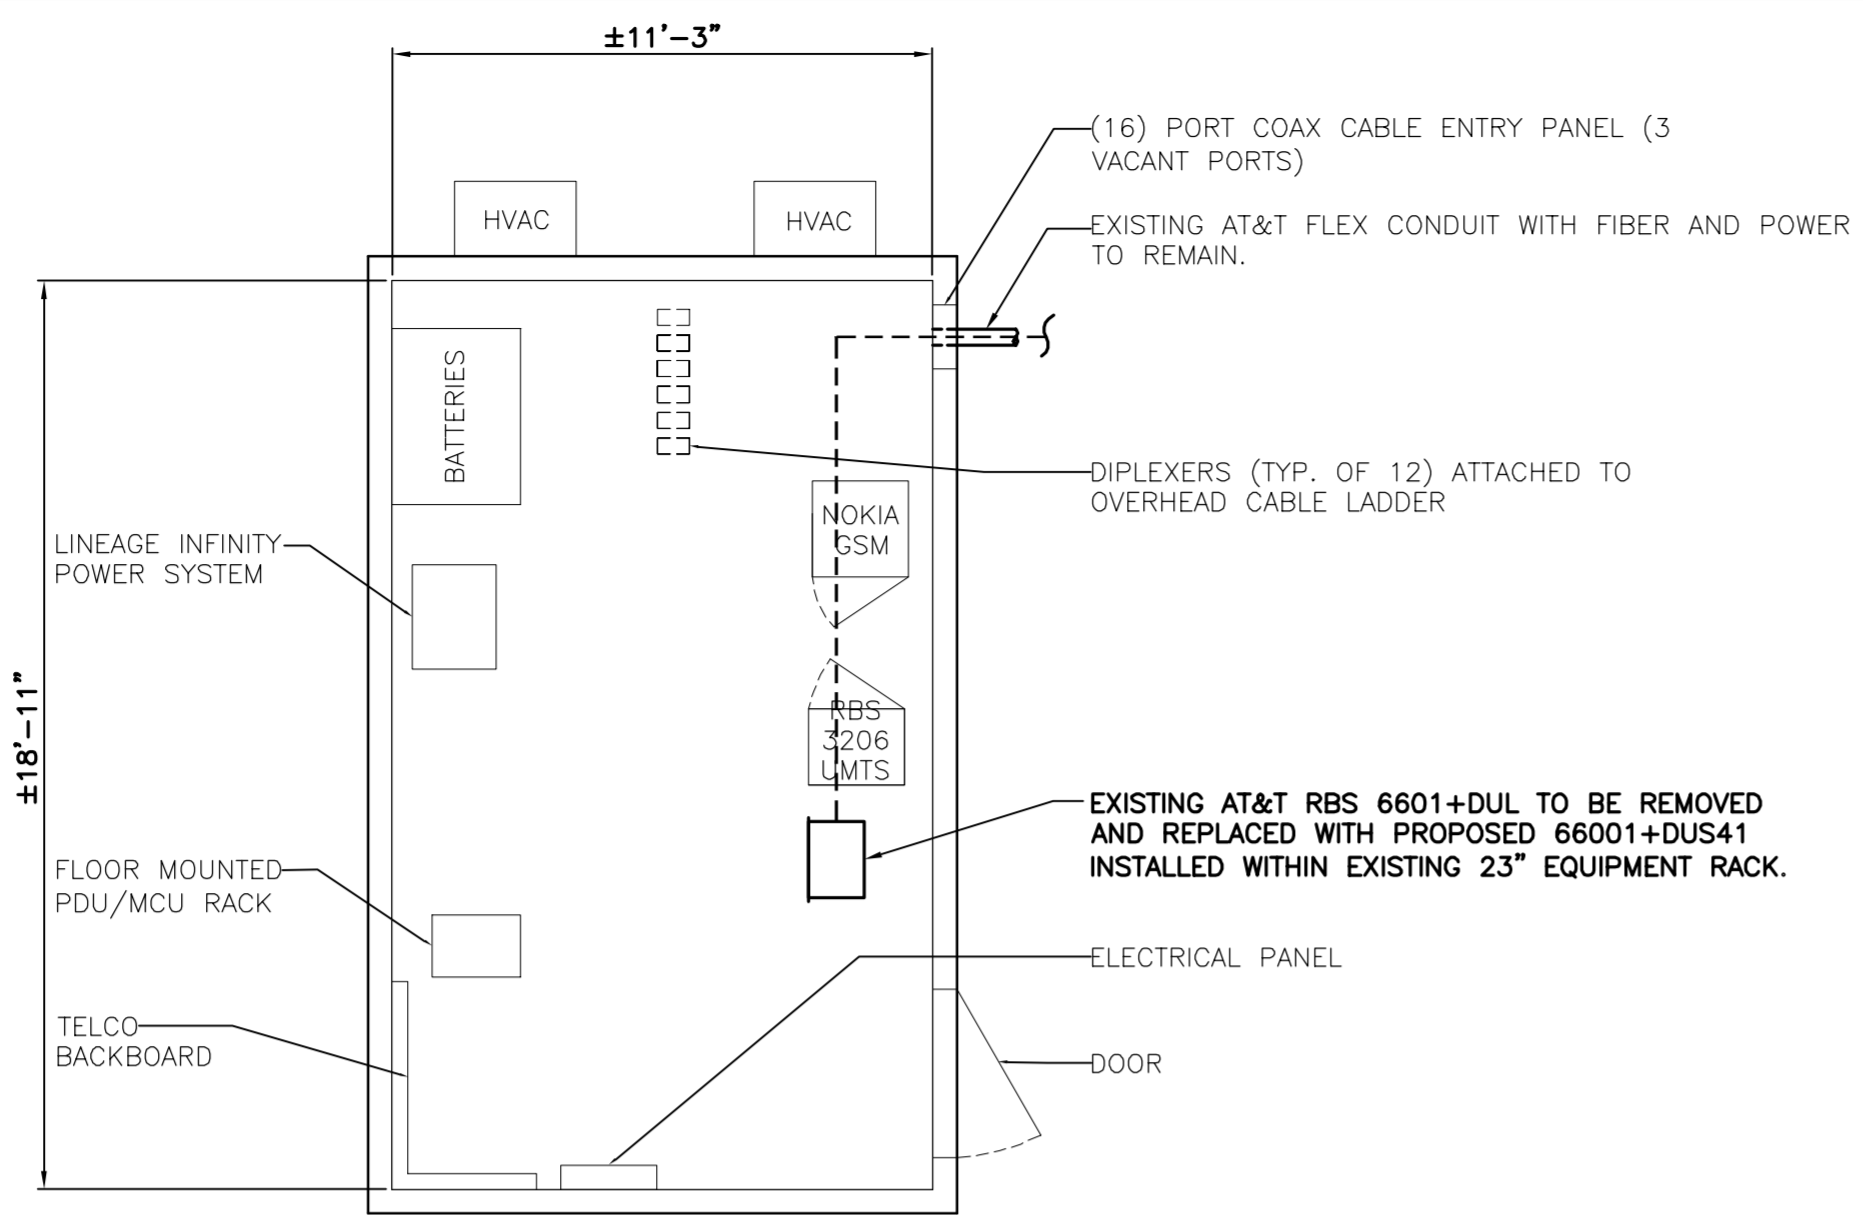 ±11'-3"
(16) PORT COAX CABLE ENTRY PANEL (3
VACANT PORTS)
HVAC
HVAC
EXISTING AT&T FLEX CONDUIT WITH FIBER AND POWER
TO REMAIN.
BATTERIES
DIPLEXERS (TYP. OF 12) ATTACHED TO
OVERHEAD CABLE LADDER
NOKIA
GSM
LINEAGE INFINITY
POWER SYSTEM
±18'-11"
RBS
3206
UMTS
EXISTING AT&T RBS 6601+DUL TO BE REMOVED
AND REPLACED WITH PROPOSED 66001+DUS41
INSTALLED WITHIN EXISTING 23" EQUIPMENT RACK.
FLOOR MOUNTED
PDU/MCU RACK
ELECTRICAL PANEL
TELCO
BACKBOARD
DOOR